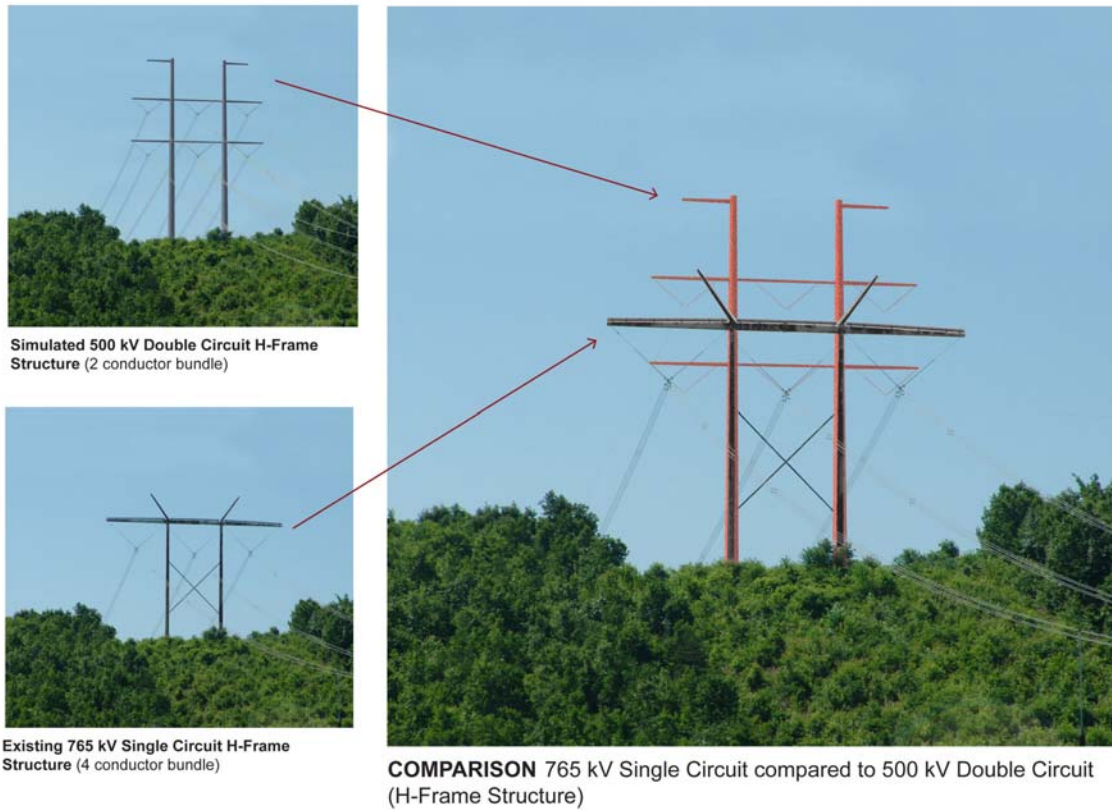 Simulated 500 kV Double Circuit H-Frame
Structure (2 conductor bundle)
Existing 765 kV Single Circuit H-Frame
Structure (4 conductor bundle)
COMPARISON 765 kV Single Circuit compared to 500 kV Double Circuit
(H-Frame Structure)